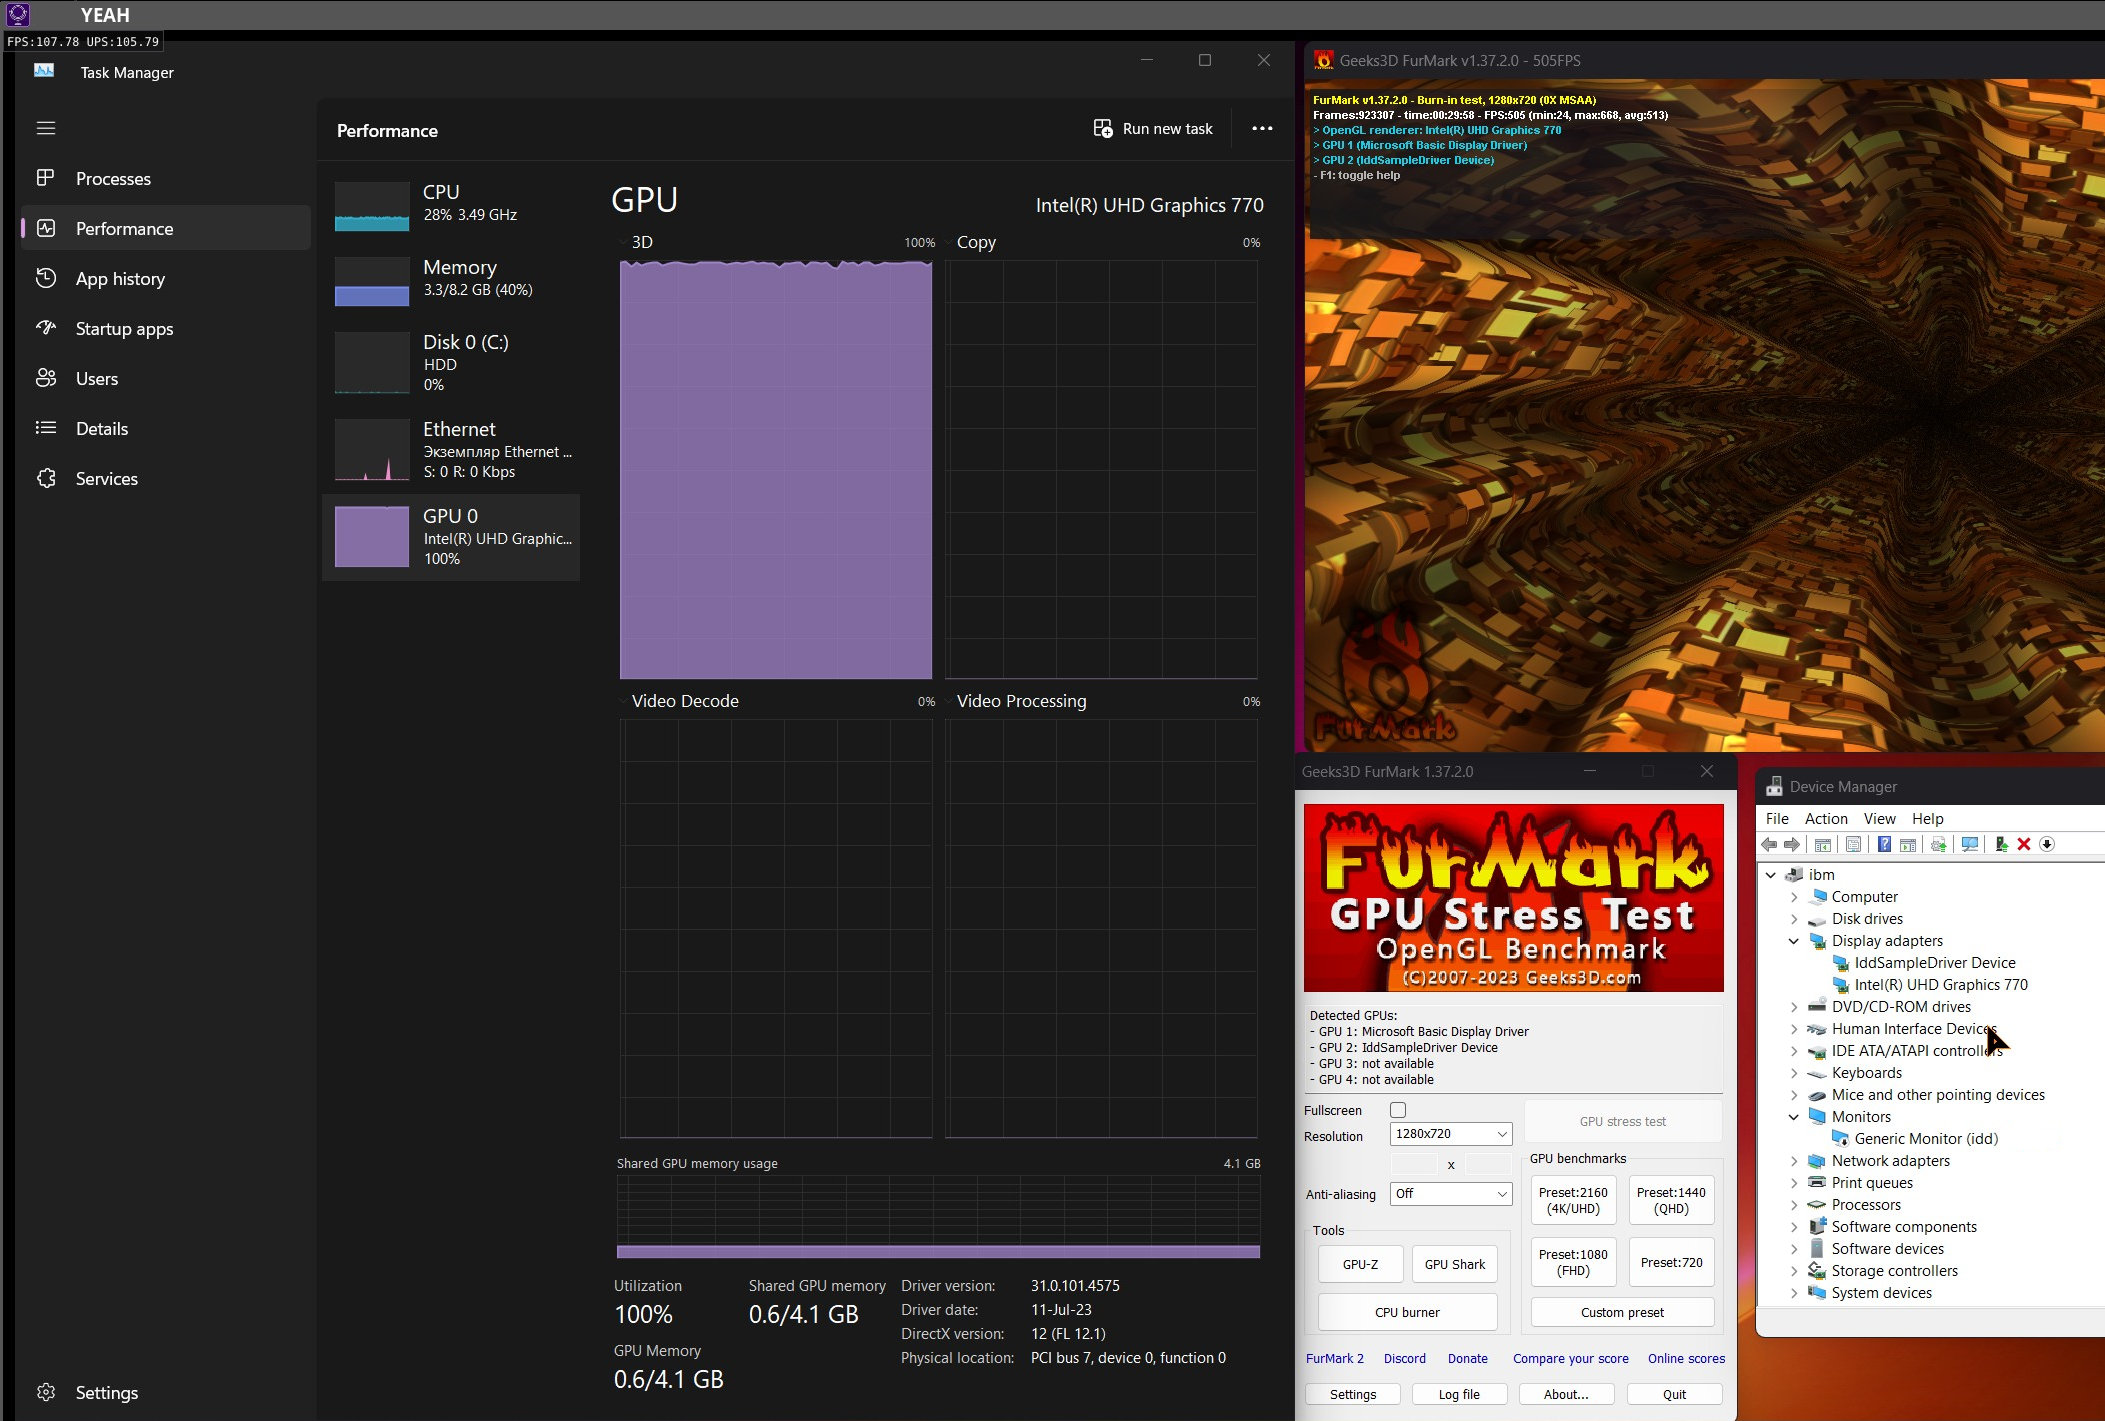 YEAH
FPS:107.78 UPS:105.79
Task Manager
Performance
Run new task
Processes
Performance
App history
Startup apps
Users
Details
Services
Settings
CPU
28% 3.49 GHz
Memory
3.3/8.2 GB (40%)
Disk 0 (C:)
HDD
0%
Ethernet
Экземпляр Ethernet ...
S: 0 R: 0 Kbps
GPU 0
Intel(R) UHD Graphic...
100%
GPU
Intel(R) UHD Graphics 770
3D 100%
Copy 0%
Video Decode 0%
Video Processing 0%
Shared GPU memory usage 4.1 GB
Utilization
100%
Shared GPU memory
0.6/4.1 GB
GPU Memory
0.6/4.1 GB
Driver version: 31.0.101.4575
Driver date: 11-Jul-23
DirectX version: 12 (FL 12.1)
Physical location: PCI bus 7, device 0, function 0
Geeks3D FurMark v1.37.2.0 - 505FPS
FurMark v1.37.2.0 - Burn-in test, 1280x720 (0X MSAA)
Frames:923307 - time:00:29:58 - FPS:505 (min:24, max:668, avg:513)
> OpenGL renderer: Intel(R) UHD Graphics 770
> GPU 1 (Microsoft Basic Display Driver)
> GPU 2 (IddSampleDriver Device)
- F1: toggle help
FurMark
Geeks3D FurMark 1.37.2.0
FurMark
GPU Stress Test
OpenGL Benchmark
(C)2007-2023 Geeks3D.com
Detected GPUs:
- GPU 1: Microsoft Basic Display Driver
- GPU 2: IddSampleDriver Device
- GPU 3: not available
- GPU 4: not available
Fullscreen
Resolution 1280x720
x
Anti-aliasing Off
GPU stress test
GPU benchmarks
Preset:2160
(4K/UHD)
Preset:1440
(QHD)
Preset:1080
(FHD)
Preset:720
Custom preset
Tools
GPU-Z
GPU Shark
CPU burner
FurMark 2 Discord Donate Compare your score Online scores
Settings Log file About... Quit
Device Manager
File Action View Help
ibm
Computer
Disk drives
Display adapters
IddSampleDriver Device
Intel(R) UHD Graphics 770
DVD/CD-ROM drives
Human Interface Devices
IDE ATA/ATAPI controllers
Keyboards
Mice and other pointing devices
Monitors
Generic Monitor (idd)
Network adapters
Print queues
Processors
Software components
Software devices
Storage controllers
System devices